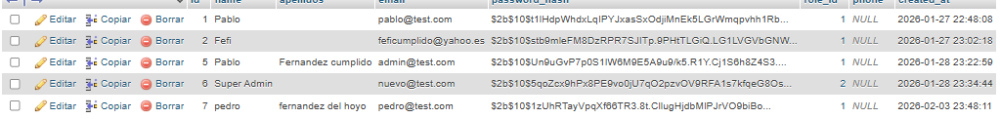 id name apenidos email password_hash role_id phone created_at
Editar Copiar Borrar 1 Pablo pablo@test.com $2b$10$t1IHdpWhdxLqIPYJxasSxOdjiMnEk5LGrWmqpvhh1Rb... 1 NULL 2026-01-27 22:48:08
Editar Copiar Borrar 2 Fefi feficumplido@yahoo.es $2b$10$stb9mleFM8DzRPR7SJITp.9PHtTLGiQ.LG1LVGVbGNW... 1 NULL 2026-01-27 23:02:18
Editar Copiar Borrar 5 Pablo Fernandez cumplido admin@test.com $2b$10$Un9uGvP7p0S1IW6M9E5A9u9/k5.R1Y.Cj1S6h8Z4S3.... 1 NULL 2026-01-28 23:22:59
Editar Copiar Borrar 6 Super Admin nuevo@test.com $2b$10$5qoZcx9hPx8PE9vo0jU7qO2pzvOV9RFA1s7kfqeG8Os... 2 NULL 2026-01-28 23:34:44
Editar Copiar Borrar 7 pedro fernandez del hoyo pedro@test.com $2b$10$1zUhRTayVpqXf66TR3.8t.CIlugHjdbMIPJrVO9biBo... 1 NULL 2026-02-03 23:48:11